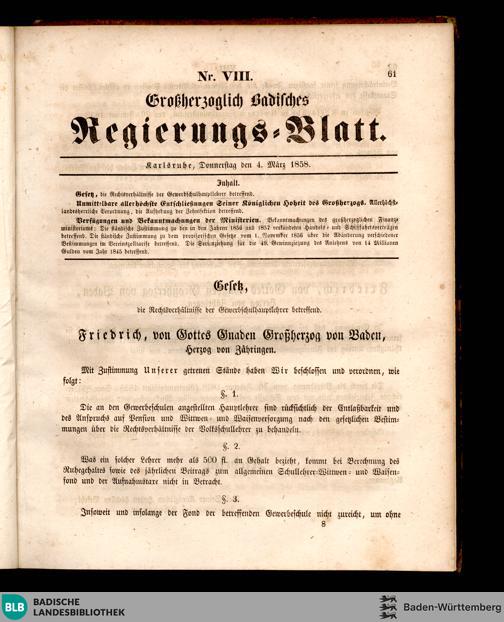 Nr. VIII.
61
Großherzoglich Badisches
Regierungs-Blatt.
Karlsruhe, Donnerstag den 4. März 1858.
Inhalt.
Gesetz, die Rechtsverhältnisse der Gewerbschulhauptlehrer betreffend.
Unmittelbare allerhöchste Entschließungen Seiner Königlichen Hoheit des Großherzogs. Allerhöchst-
landesherrliche Verordnung, die Aufhebung der Zehntsektion betreffend.
Verfügungen und Bekanntmachungen der Ministerien. Bekanntmachungen des großherzoglichen Finanz-
ministeriums: Die ständische Zustimmung zu den in den Jahren 1856 und 1857 verkündeten Handels- und Schifffahrtsverträgen
betreffend. Die ständische Zustimmung zu dem provisorischen Gesetz vom 1. November 1856 über die Abänderung verschiedener
Bestimmungen im Vereinszolltarife betreffend. Die Serienziehung für die 49. Gewinnziehung des Anlehens von 14 Millionen
Gulden vom Jahr 1845 betreffend.
Gesetz,
die Rechtsverhältnisse der Gewerbschulhauptlehrer betreffend.
Friedrich, von Gottes Gnaden Großherzog von Baden,
Herzog von Zähringen.
Mit Zustimmung Unserer getreuen Stände haben Wir beschlossen und verordnen, wie
folgt:
§. 1.
Die an den Gewerbeschulen angestellten Hauptlehrer sind rücksichtlich der Entlaßbarkeit und
des Anspruchs auf Pension und Wittwen- und Waisenversorgung nach den gesetzlichen Bestim-
mungen über die Rechtsverhältnisse der Volksschullehrer zu behandeln.
§. 2.
Was ein solcher Lehrer mehr als 500 fl. an Gehalt bezieht, kommt bei Berechnung des
Ruhegehaltes sowie des jährlichen Beitrags zum allgemeinen Schullehrer-Wittwen- und Waisen-
fond und der Aufnahmstaxe nicht in Betracht.
§. 3.
Insoweit und insolange der Fond der betreffenden Gewerbeschule nicht zureicht, um ohne
8
BLB BADISCHE
LANDESBIBLIOTHEK
Baden-Württemberg